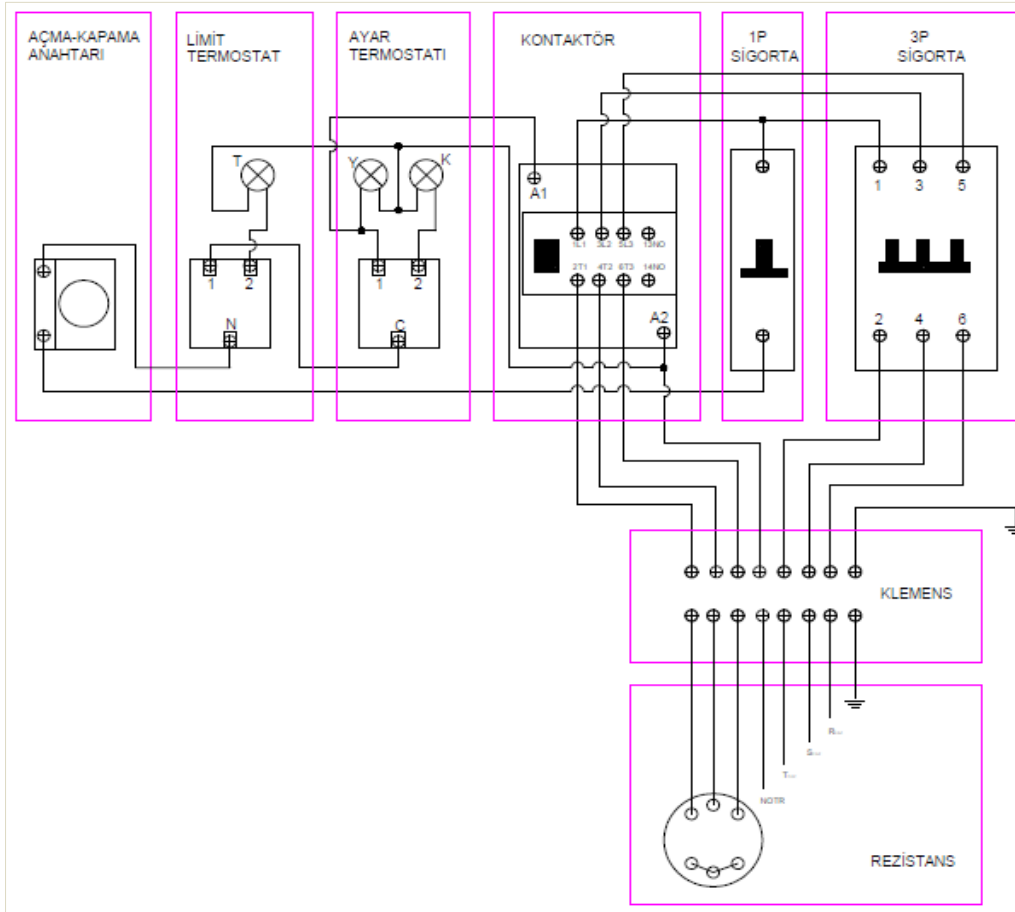 AÇMA-KAPAMA
ANAHTARI
LİMİT
TERMOSTAT
AYAR
TERMOSTATI
KONTAKTÖR
1P
SİGORTA
3P
SİGORTA
T
Y
K
A1
1 3 5
1L1 3L2 5L3 13NO
2T1 4T2 6T3 14NO
1 2
1 2
N
C
A2
2 4 6
KLEMENS
R
S
T
NOTR
REZİSTANS